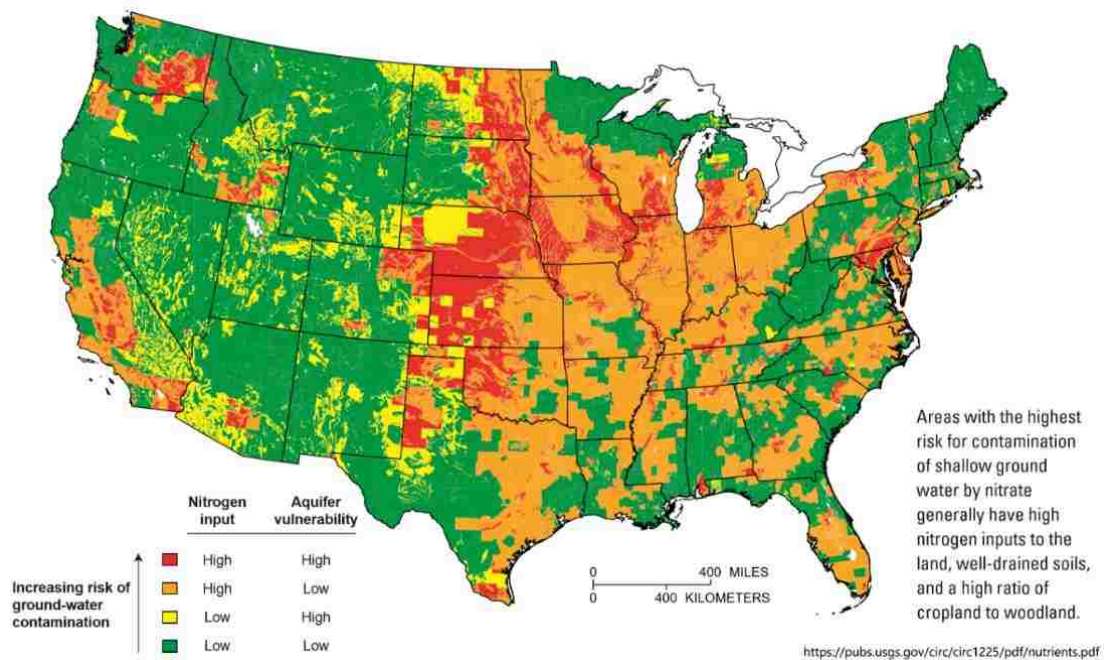 Areas with the highest
risk for contamination
of shallow ground
water by nitrate
generally have high
nitrogen inputs to the
land, well-drained soils,
and a high ratio of
cropland to woodland.
Nitrogen input Aquifer vulnerability
High High
High Low
Low High
Low Low
Increasing risk of
ground-water
contamination
0 400 MILES
0 400 KILOMETERS
https://pubs.usgs.gov/circ/circ1225/pdf/nutrients.pdf